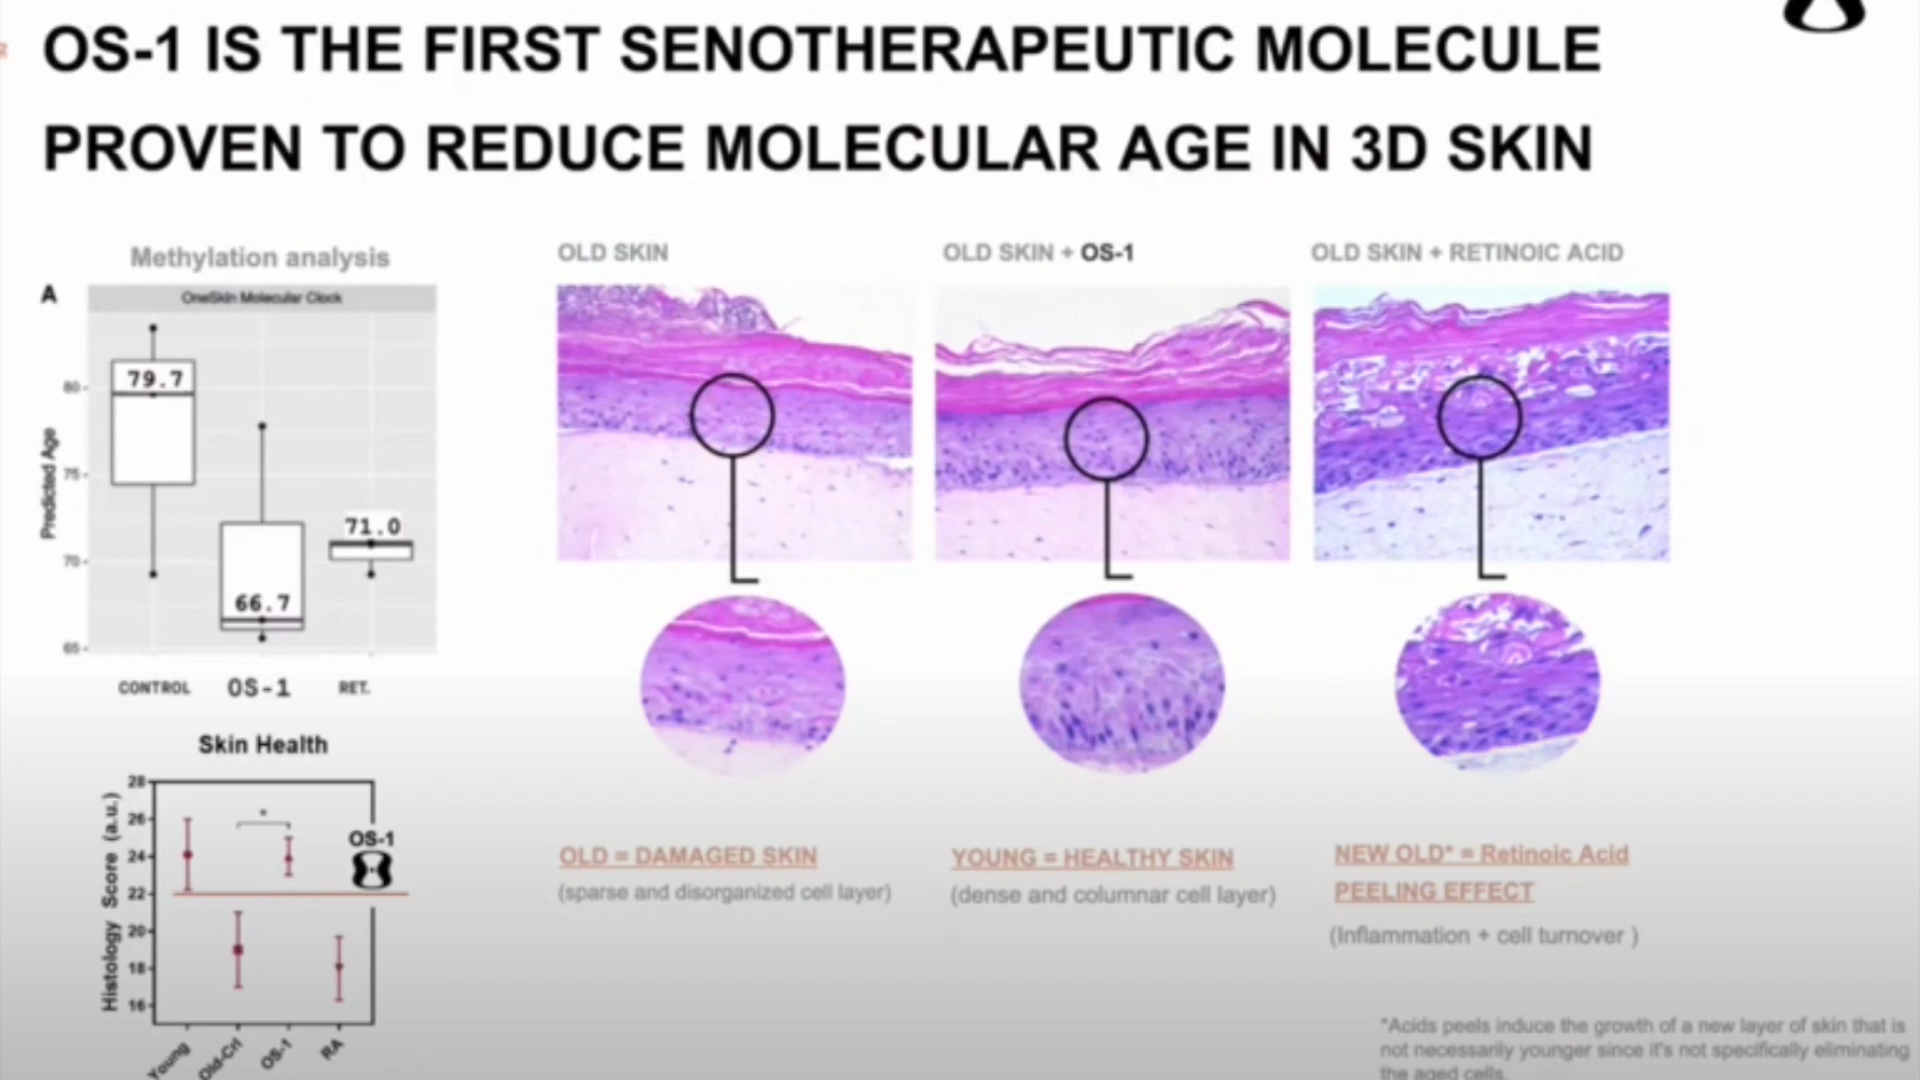 OS-1 IS THE FIRST SENOTHERAPEUTIC MOLECULE
PROVEN TO REDUCE MOLECULAR AGE IN 3D SKIN
Methylation analysis
A
OneSkin Molecular Clock
Predicted Age
80
75
70
65
79.7
66.7
71.0
CONTROL
OS-1
RET.
Skin Health
Histology Score (a.u.)
28
26
24
22
20
18
16
*
OS-1
Young
Old-Crl
OS-1
RA
OLD SKIN
OLD SKIN + OS-1
OLD SKIN + RETINOIC ACID
OLD = DAMAGED SKIN
(sparse and disorganized cell layer)
YOUNG = HEALTHY SKIN
(dense and columnar cell layer)
NEW OLD* = Retinoic Acid
PEELING EFFECT
(Inflammation + cell turnover )
*Acids peels induce the growth of a new layer of skin that is
not necessarily younger since it's not specifically eliminating
the aged cells.